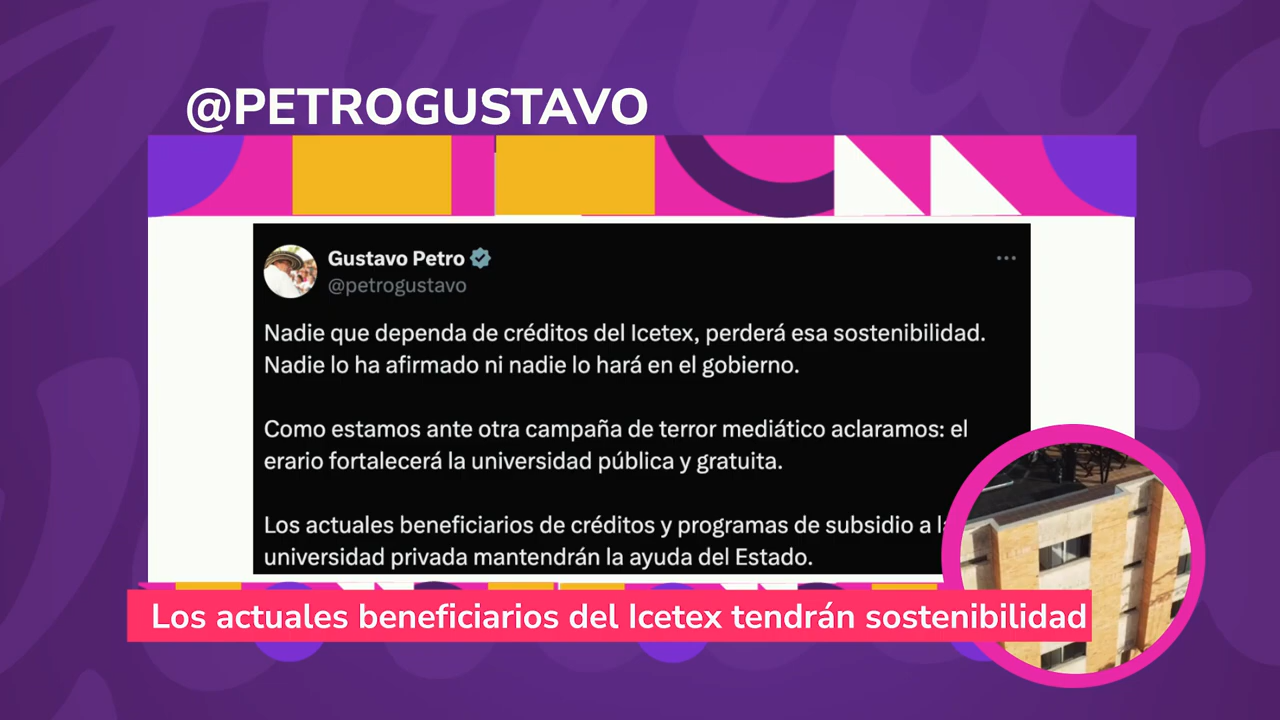 @PETROGUSTAVO
Gustavo Petro
@petrogustavo
Nadie que dependa de créditos del Icetex, perderá esa sostenibilidad.
Nadie lo ha afirmado ni nadie lo hará en el gobierno.
Como estamos ante otra campaña de terror mediático aclaramos: el
erario fortalecerá la universidad pública y gratuita.
Los actuales beneficiarios de créditos y programas de subsidio a la
universidad privada mantendrán la ayuda del Estado.
Los actuales beneficiarios del Icetex tendrán sostenibilidad